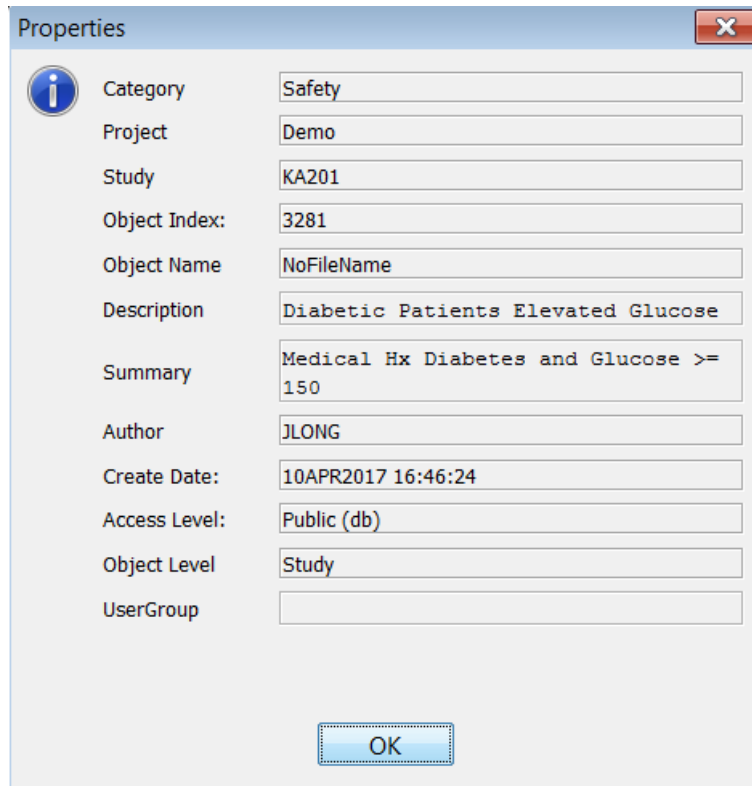 Properties
Category Safety
Project Demo
Study KA201
Object Index: 3281
Object Name NoFileName
Description Diabetic Patients Elevated Glucose
Summary Medical Hx Diabetes and Glucose >=
150
Author JLONG
Create Date: 10APR2017 16:46:24
Access Level: Public (db)
Object Level Study
UserGroup
OK